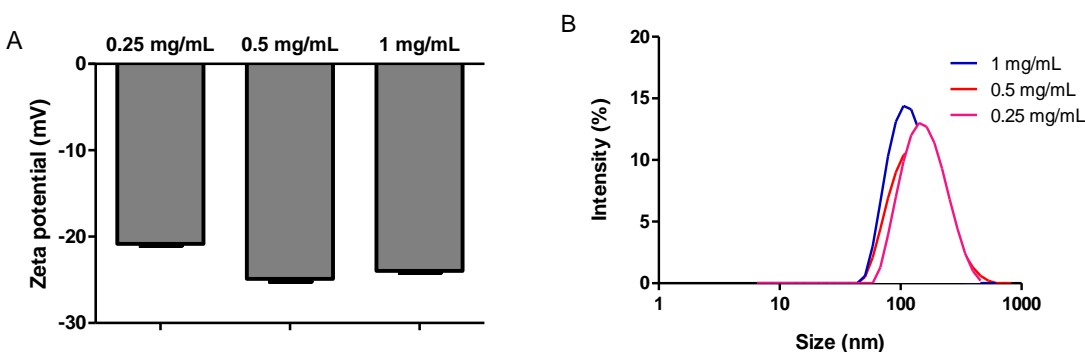 A
0.25 mg/mL 0.5 mg/mL 1 mg/mL
0
-10
-20
-30
Zeta potential (mV)
B
20
15
10
5
0
Intensity (%)
1 mg/mL
0.5 mg/mL
0.25 mg/mL
1 10 100 1000
Size (nm)